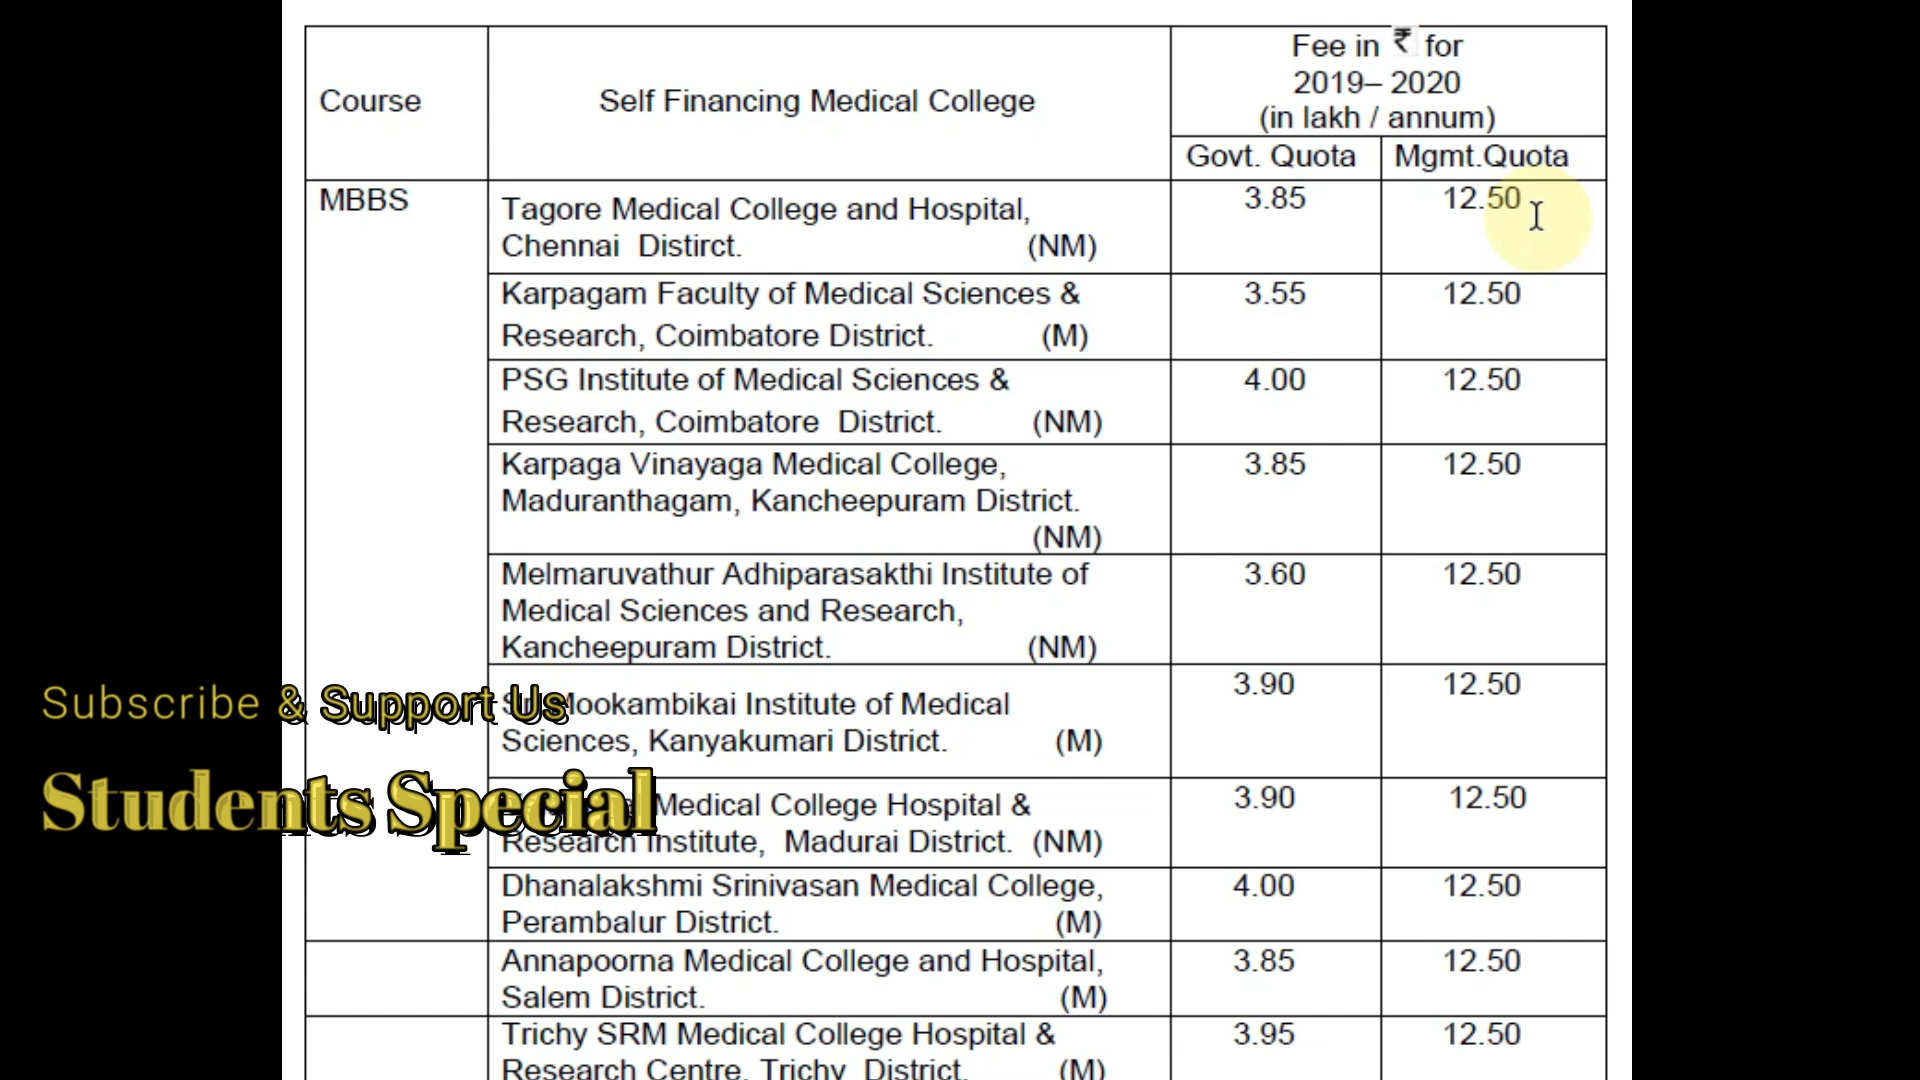 Course
Self Financing Medical College
Fee in ₹ for
2019– 2020
(in lakh / annum)
Govt. Quota
Mgmt.Quota
MBBS
Tagore Medical College and Hospital,
Chennai Distirct. (NM)
3.85
12.50
Karpagam Faculty of Medical Sciences &
Research, Coimbatore District. (M)
3.55
12.50
PSG Institute of Medical Sciences &
Research, Coimbatore District. (NM)
4.00
12.50
Karpaga Vinayaga Medical College,
Maduranthagam, Kancheepuram District.
(NM)
3.85
12.50
Melmaruvathur Adhiparasakthi Institute of
Medical Sciences and Research,
Kancheepuram District. (NM)
3.60
12.50
Mookambikai Institute of Medical
Sciences, Kanyakumari District. (M)
3.90
12.50
Medical College Hospital &
Research Institute, Madurai District. (NM)
3.90
12.50
Dhanalakshmi Srinivasan Medical College,
Perambalur District. (M)
4.00
12.50
Annapoorna Medical College and Hospital,
Salem District. (M)
3.85
12.50
Trichy SRM Medical College Hospital &
Research Centre, Trichy District. (M)
3.95
12.50
Subscribe & Support Us
Students Special